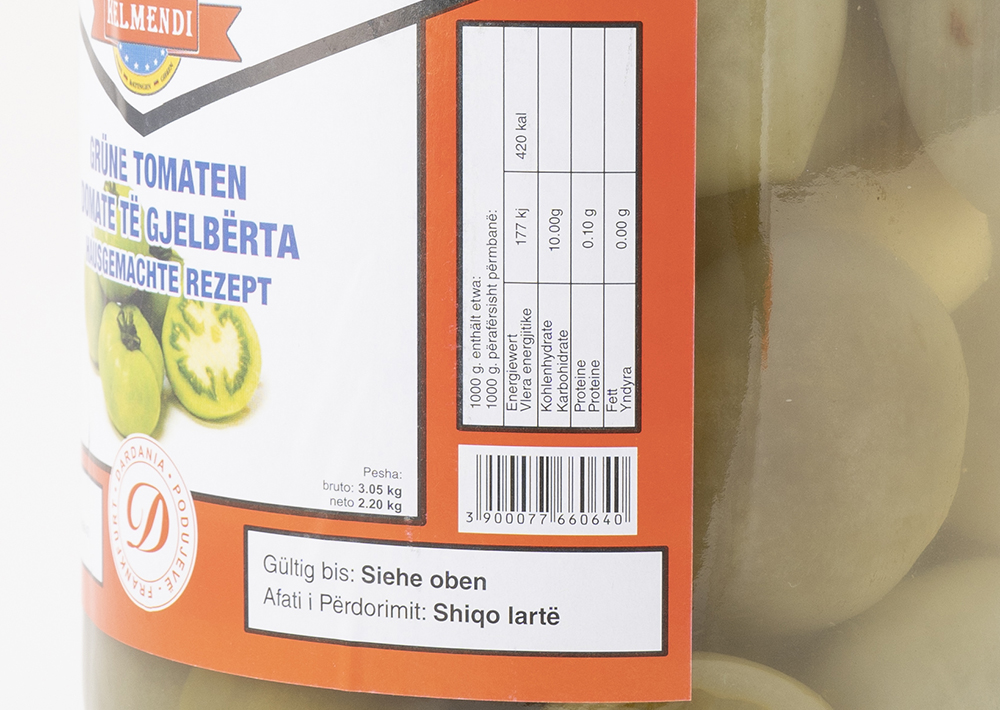 KELMENDI
GRÜNE TOMATEN
DOMATE TË GJELBËRTA
HAUSGEMACHTE REZEPT
Pesha:
bruto: 3.05 kg
neto 2.20 kg
DARDANIA · PODUJEVË · FRANKFURT ·
D
1000 g. enthält etwa:
1000 g. përafërsisht përmbanë:
Energiewert
Vlera energjitike 177 kj 420 kal
Kohlenhydrate
Karbohidrate 10.00g
Proteine
Proteine 0.10 g
Fett
Yndyra 0.00 g
3 900077 660640
Gültig bis: Siehe oben
Afati i Përdorimit: Shiqo lartë